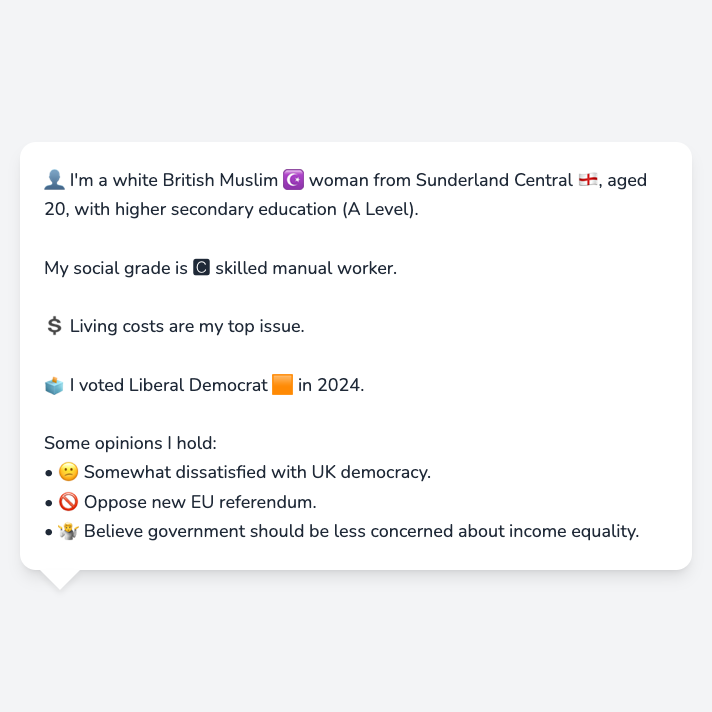 👤 I'm a white British Muslim ☪️ woman from Sunderland Central 🏴󠁧󠁢󠁥󠁮󠁧󠁿, aged
20, with higher secondary education (A Level).
My social grade is 🅲 skilled manual worker.
💲 Living costs are my top issue.
🗳️ I voted Liberal Democrat 🟧 in 2024.
Some opinions I hold:
• 😕 Somewhat dissatisfied with UK democracy.
• 🚫 Oppose new EU referendum.
• 🤷 Believe government should be less concerned about income equality.